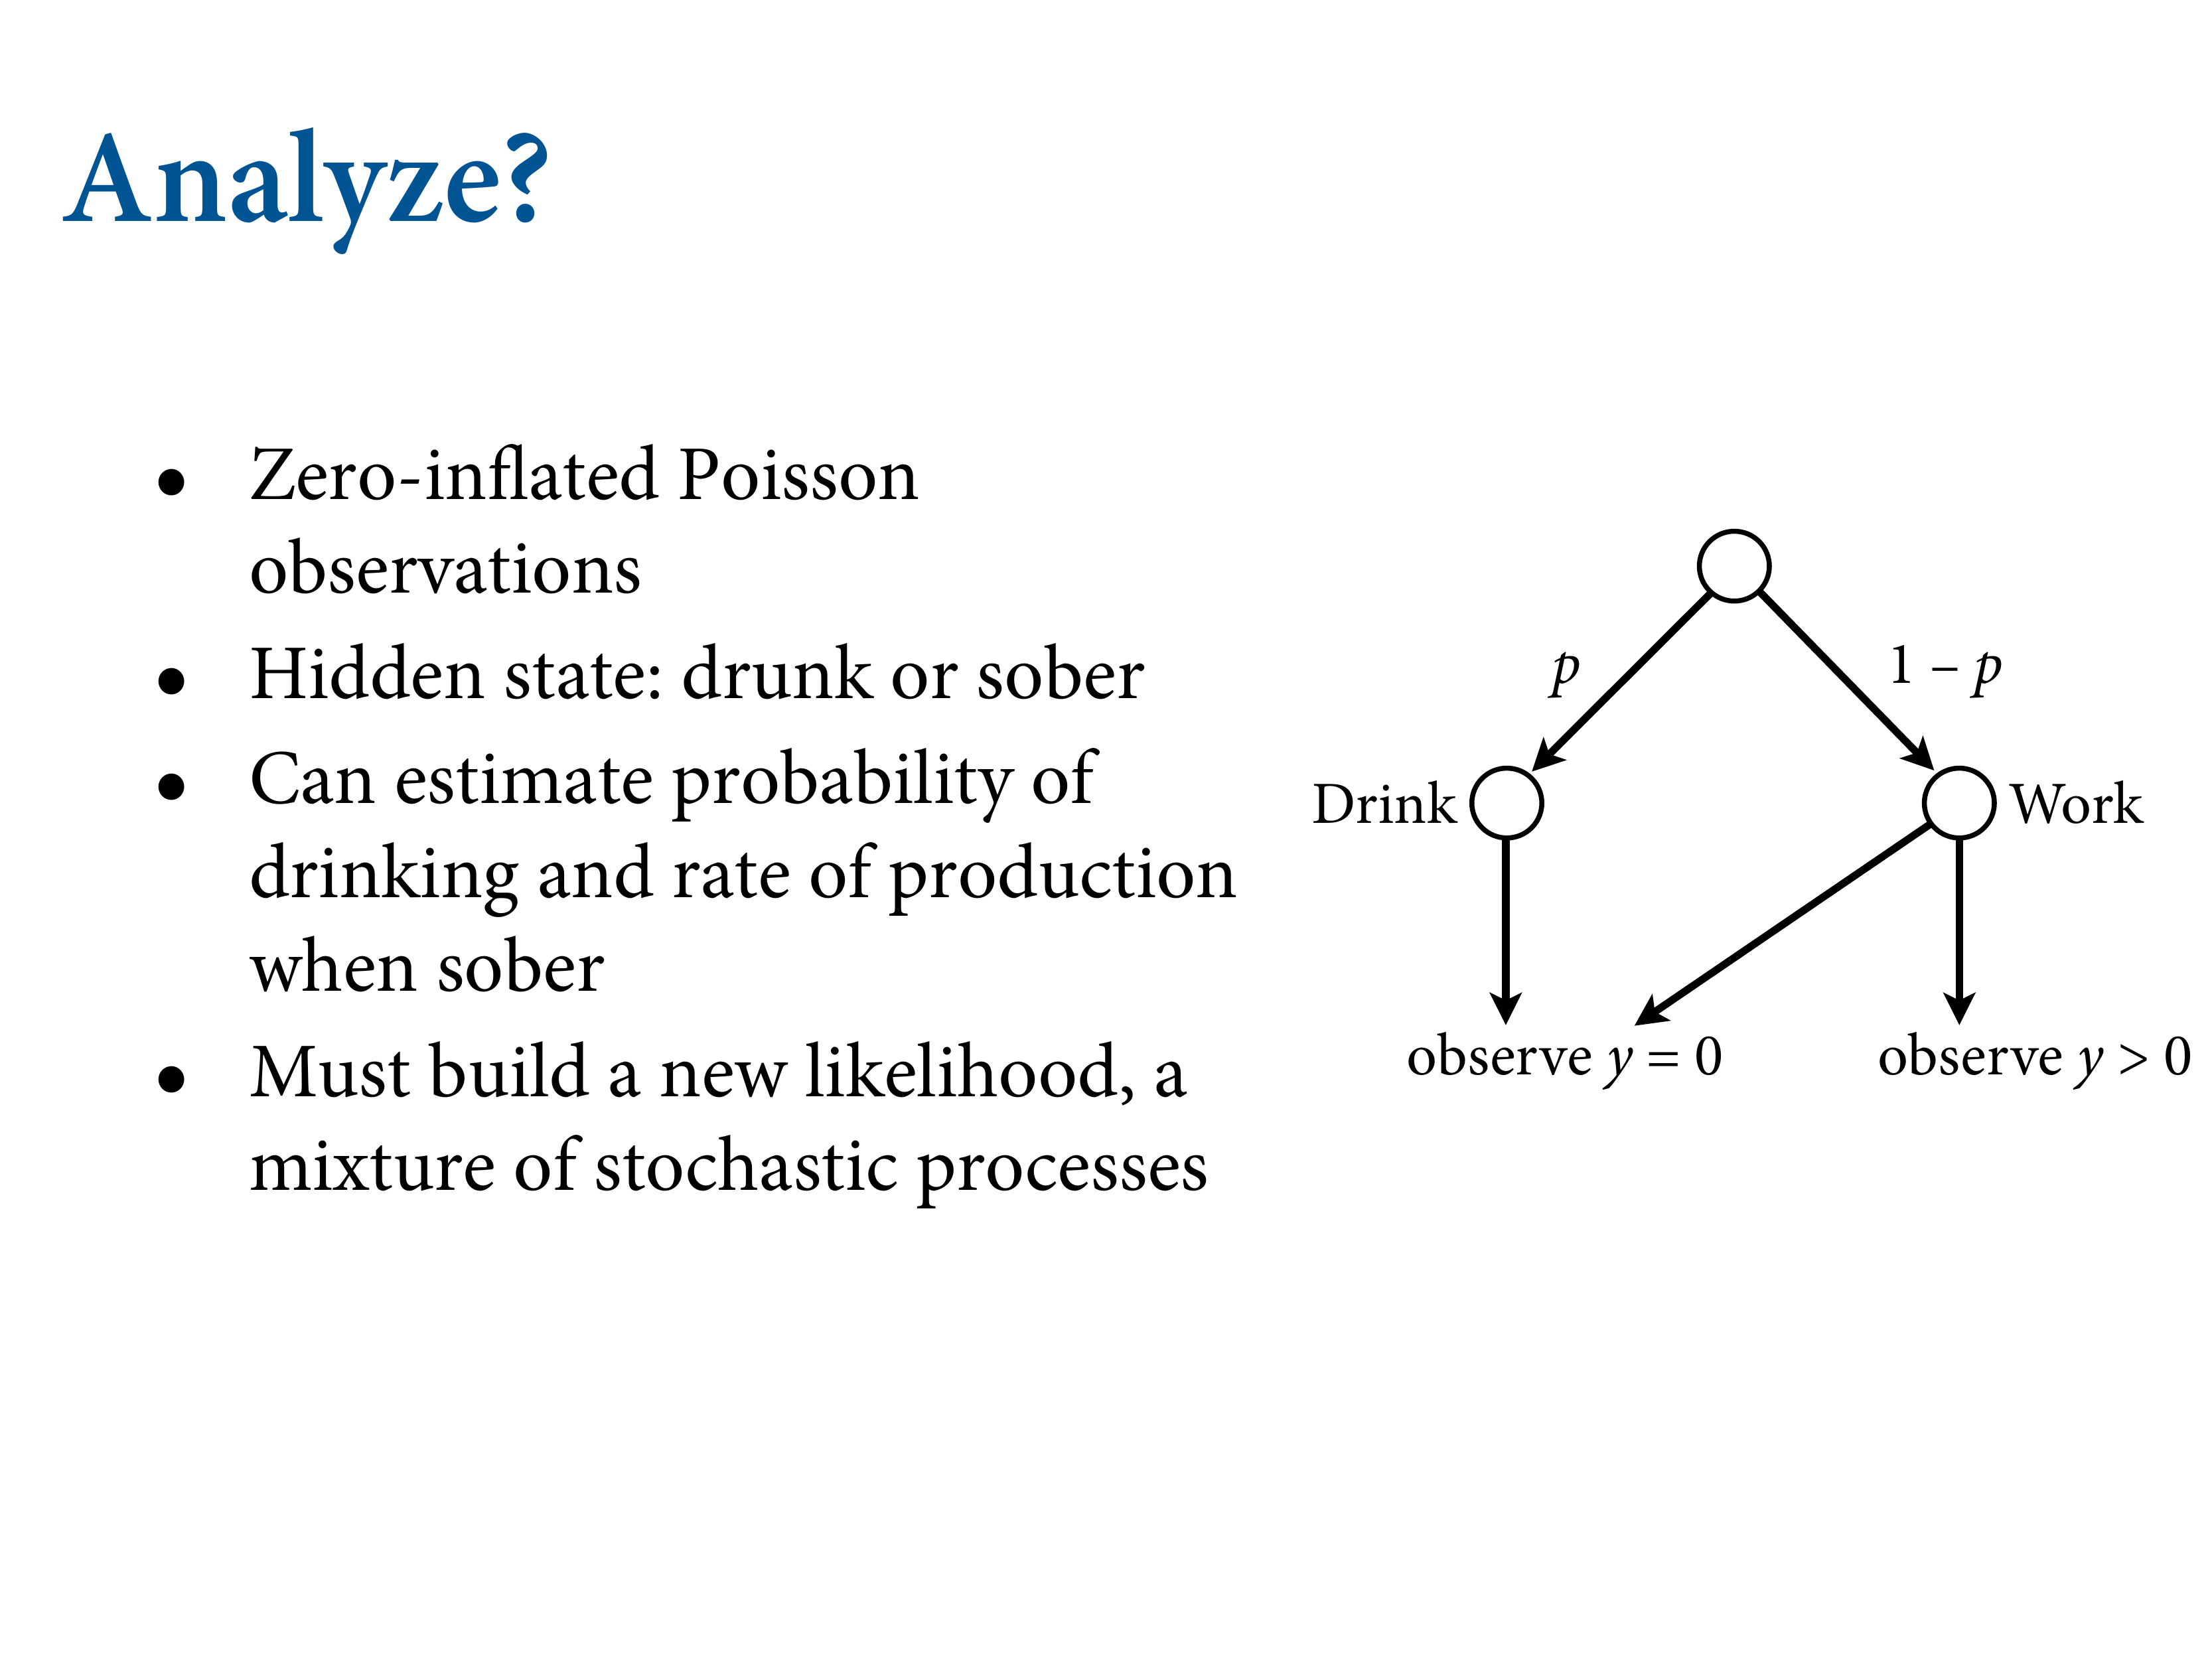 Analyze?
• Zero-inflated Poisson
observations
• Hidden state: drunk or sober
• Can estimate probability of
drinking and rate of production
when sober
• Must build a new likelihood, a
mixture of stochastic processes
p
1 – p
Drink
Work
observe y = 0
observe y > 0